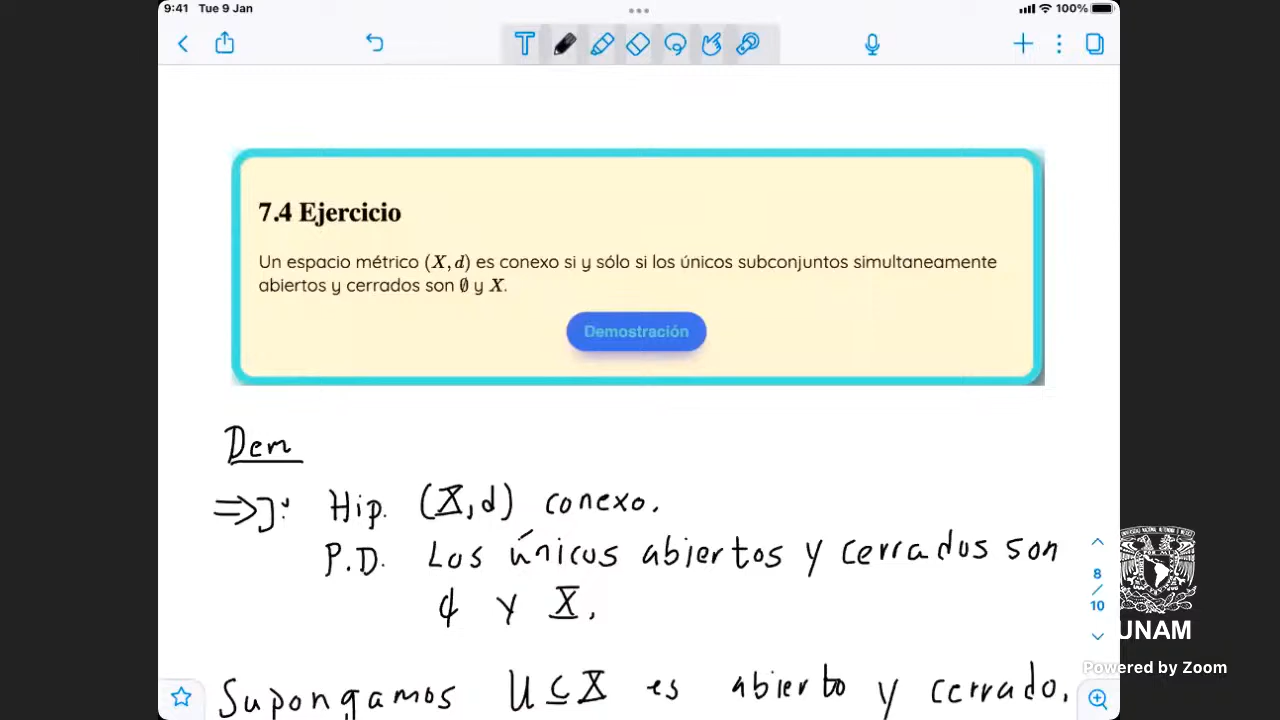 9:41 Tue 9 Jan
100%
7.4 Ejercicio
Un espacio métrico (X, d) es conexo si y sólo si los únicos subconjuntos simultaneamente
abiertos y cerrados son ∅ y X.
Demostración
Dem
⇒]: Hip. (X, d) conexo.
P.D. Los únicos abiertos y cerrados son
∅ y X.
8
/
10
UNAM
Powered by Zoom
Supongamos U ⊆ X es abierto y cerrado.